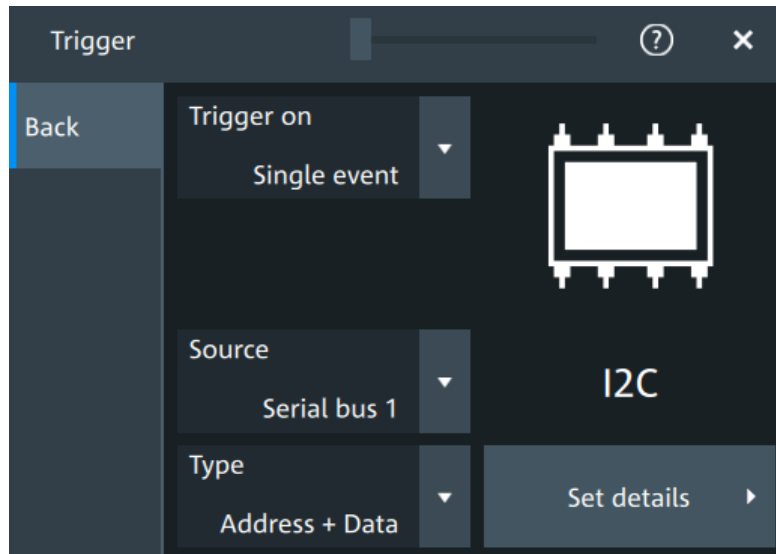 Trigger
?
Back
Trigger on
Single event
Source
Serial bus 1
I2C
Type
Address + Data
Set details